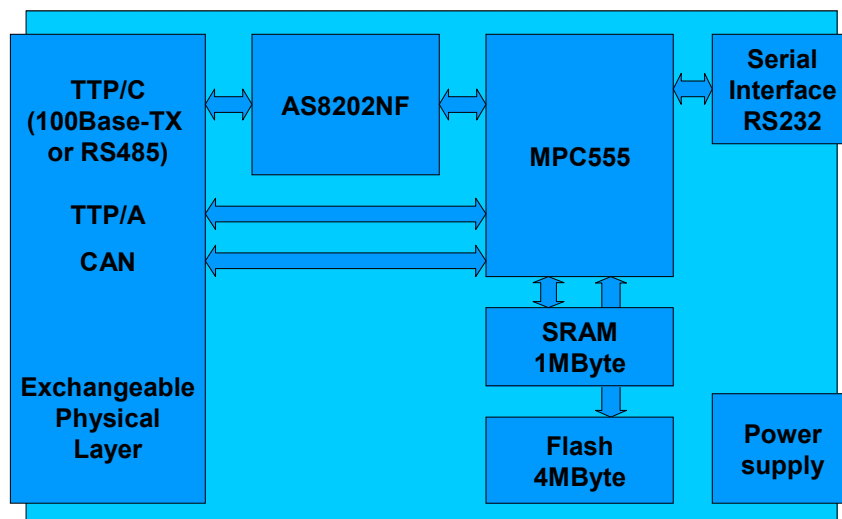 TTP/C
(100Base-TX
or RS485)
TTP/A
CAN
Exchangeable
Physical
Layer
AS8202NF
MPC555
Serial
Interface
RS232
SRAM
1MByte
Flash
4MByte
Power
supply